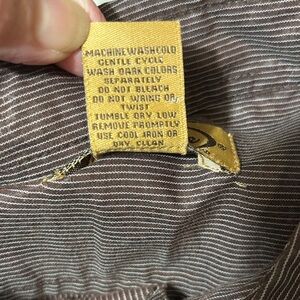 MACHINE WASH COLD
GENTLE CYCLE
WASH DARK COLORS
SEPARATELY
DO NOT BLEACH
DO NOT WRING OR
TWIST
TUMBLE DRY LOW
REMOVE PROMPTLY
USE COOL IRON OR
DRY CLEAN